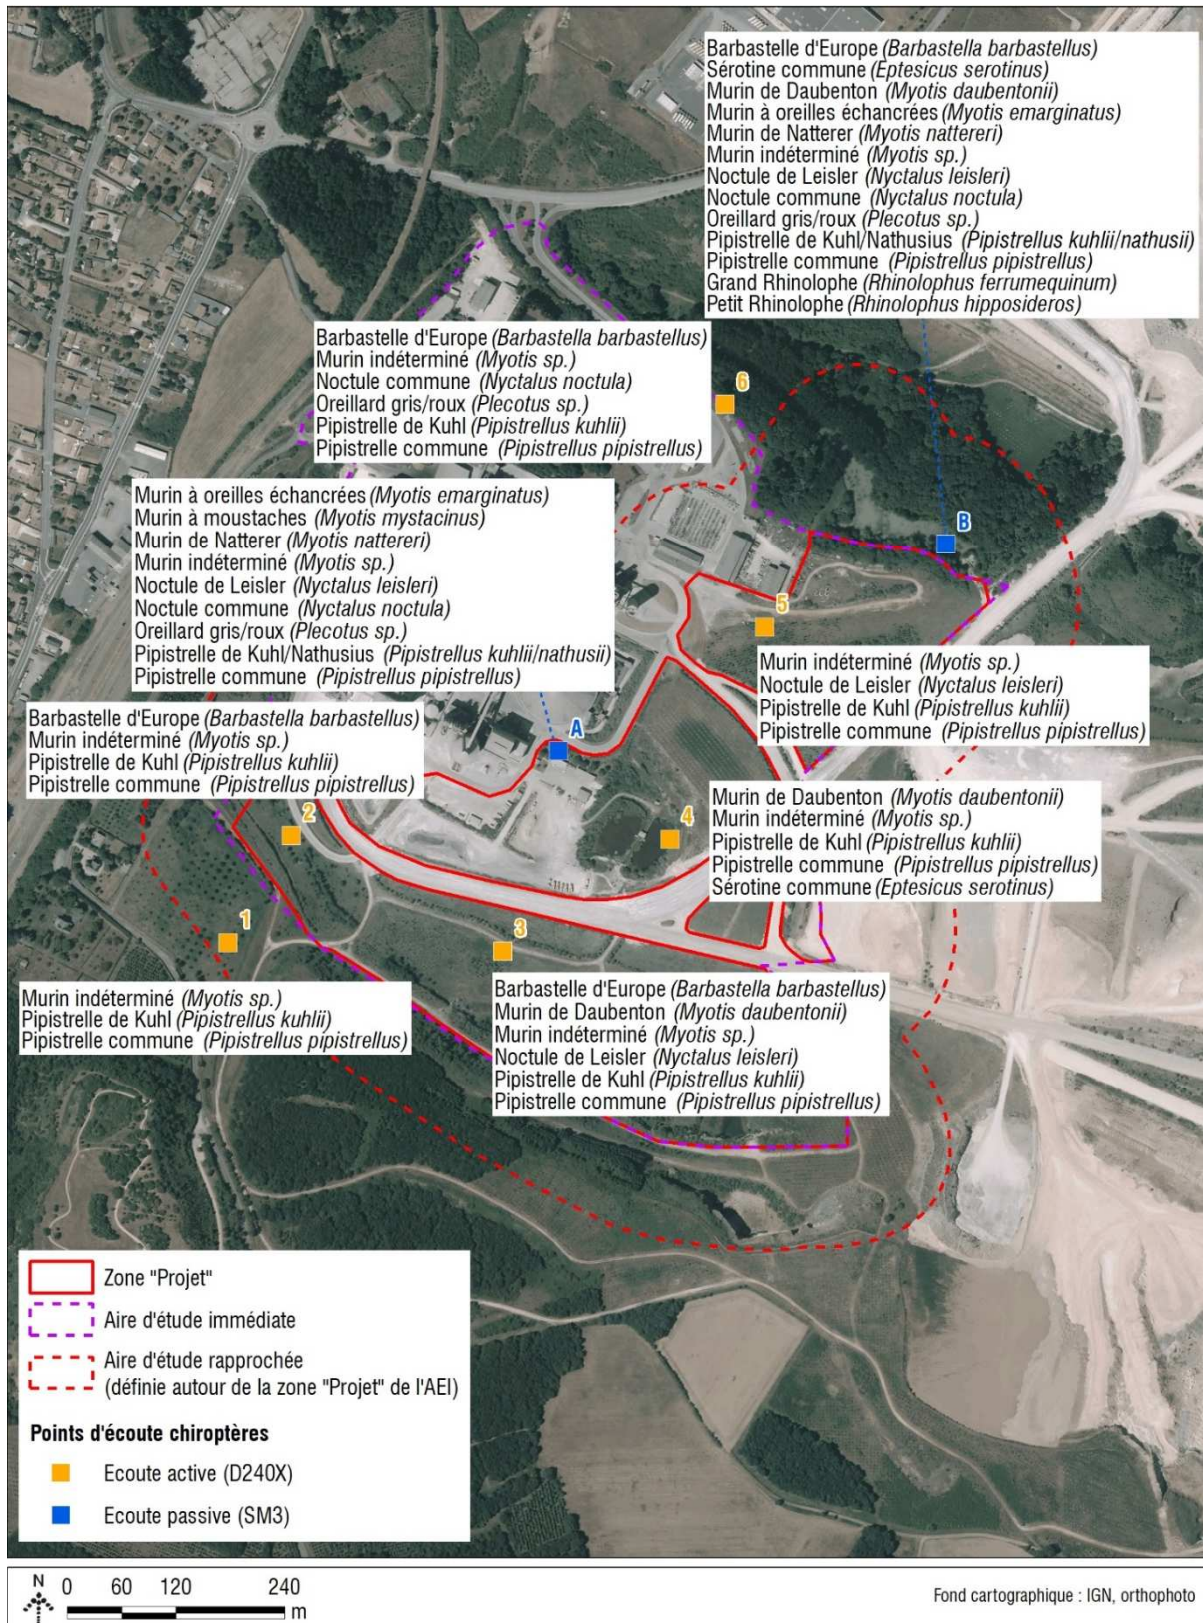 Barbastelle d'Europe (Barbastella barbastellus)
Sérotine commune (Eptesicus serotinus)
Murin de Daubenton (Myotis daubentonii)
Murin à oreilles échancrées (Myotis emarginatus)
Murin de Natterer (Myotis nattereri)
Murin indéterminé (Myotis sp.)
Noctule de Leisler (Nyctalus leisleri)
Noctule commune (Nyctalus noctula)
Oreillard gris/roux (Plecotus sp.)
Pipistrelle de Kuhl/Nathusius (Pipistrellus kuhlii/nathusii)
Pipistrelle commune (Pipistrellus pipistrellus)
Grand Rhinolophe (Rhinolophus ferrumequinum)
Petit Rhinolophe (Rhinolophus hipposideros)
Barbastelle d'Europe (Barbastella barbastellus)
Murin indéterminé (Myotis sp.)
Noctule commune (Nyctalus noctula)
Oreillard gris/roux (Plecotus sp.)
Pipistrelle de Kuhl (Pipistrellus kuhlii)
Pipistrelle commune (Pipistrellus pipistrellus)
6
Murin à oreilles échancrées (Myotis emarginatus)
Murin à moustaches (Myotis mystacinus)
Murin de Natterer (Myotis nattereri)
Murin indéterminé (Myotis sp.)
Noctule de Leisler (Nyctalus leisleri)
Noctule commune (Nyctalus noctula)
Oreillard gris/roux (Plecotus sp.)
Pipistrelle de Kuhl/Nathusius (Pipistrellus kuhlii/nathusii)
Pipistrelle commune (Pipistrellus pipistrellus)
B
5
Murin indéterminé (Myotis sp.)
Noctule de Leisler (Nyctalus leisleri)
Pipistrelle de Kuhl (Pipistrellus kuhlii)
Pipistrelle commune (Pipistrellus pipistrellus)
Barbastelle d'Europe (Barbastella barbastellus)
Murin indéterminé (Myotis sp.)
Pipistrelle de Kuhl (Pipistrellus kuhlii)
Pipistrelle commune (Pipistrellus pipistrellus)
A
2
4
Murin de Daubenton (Myotis daubentonii)
Murin indéterminé (Myotis sp.)
Pipistrelle de Kuhl (Pipistrellus kuhlii)
Pipistrelle commune (Pipistrellus pipistrellus)
Sérotine commune (Eptesicus serotinus)
1
3
Murin indéterminé (Myotis sp.)
Pipistrelle de Kuhl (Pipistrellus kuhlii)
Pipistrelle commune (Pipistrellus pipistrellus)
Barbastelle d'Europe (Barbastella barbastellus)
Murin de Daubenton (Myotis daubentonii)
Murin indéterminé (Myotis sp.)
Noctule de Leisler (Nyctalus leisleri)
Pipistrelle de Kuhl (Pipistrellus kuhlii)
Pipistrelle commune (Pipistrellus pipistrellus)
Zone "Projet"
Aire d'étude immédiate
Aire d'étude rapprochée
(définie autour de la zone "Projet" de l'AEI)
Points d'écoute chiroptères
Ecoute active (D240X)
Ecoute passive (SM3)
N 0 60 120 240
m
Fond cartographique : IGN, orthophoto